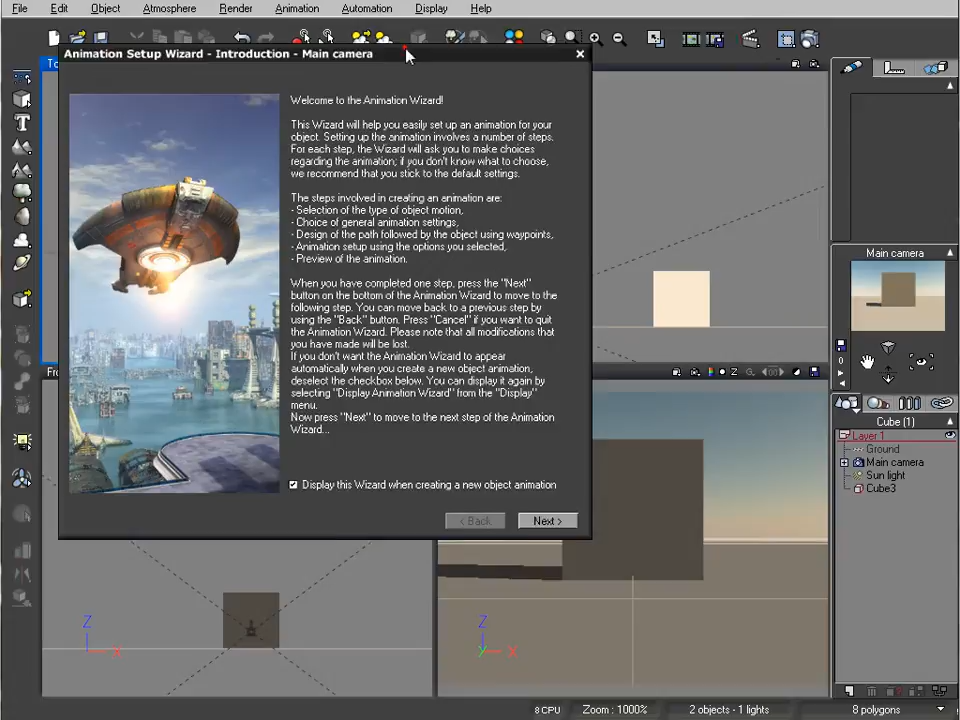 File Edit Object Atmosphere Render Animation Automation Display Help
Animation Setup Wizard - Introduction - Main camera
Welcome to the Animation Wizard!
This Wizard will help you easily set up an animation for your
object. Setting up the animation involves a number of steps.
For each step, the Wizard will ask you to make choices
regarding the animation; if you don't know what to choose,
we recommend that you stick to the default settings.
The steps involved in creating an animation are:
- Selection of the type of object motion,
- Choice of general animation settings,
- Design of the path followed by the object using waypoints,
- Animation setup using the options you selected,
- Preview of the animation.
When you have completed one step, press the "Next"
button on the bottom of the Animation Wizard to move to the
following step. You can move back to a previous step by
using the "Back" button. Press "Cancel" if you want to quit
the Animation Wizard. Please note that all modifications that
you have made will be lost.
If you don't want the Animation Wizard to appear
automatically when you create a new object animation,
deselect the checkbox below. You can display it again by
selecting "Display Animation Wizard" from the "Display"
menu.
Now press "Next" to move to the next step of the Animation
Wizard...
Display this Wizard when creating a new object animation
< Back Next >
Main camera
0
Cube (1)
Layer 1
Ground
Main camera
Sun light
Cube3
Z
X
Z
Y X
8 CPU Zoom : 1000% 2 objects - 1 lights 8 polygons